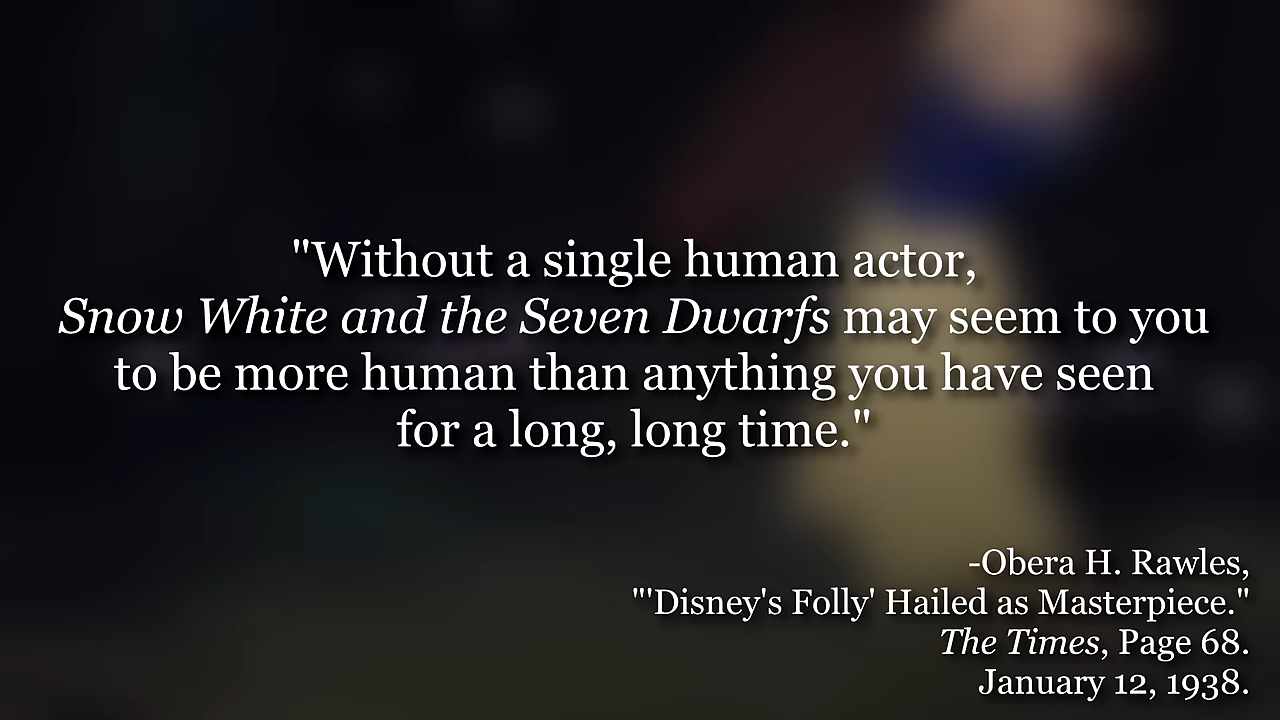 "Without a single human actor,
Snow White and the Seven Dwarfs may seem to you
to be more human than anything you have seen
for a long, long time."
-Obera H. Rawles,
"'Disney's Folly' Hailed as Masterpiece."
The Times, Page 68.
January 12, 1938.